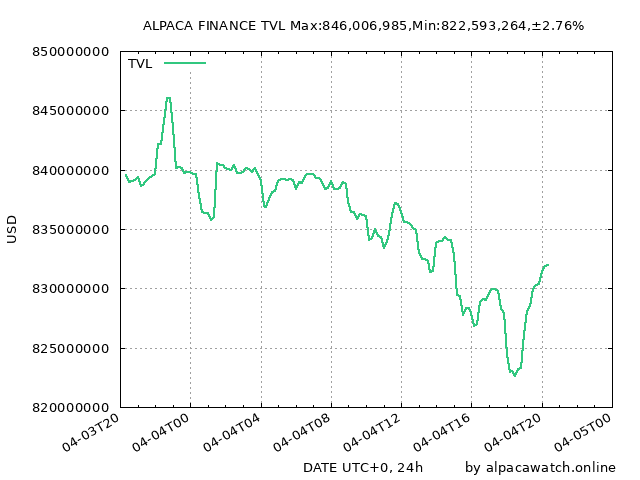 ALPACA FINANCE TVL Max:846,006,985,Min:822,593,264,±2.76%
850000000
TVL
845000000
840000000
835000000
USD
830000000
825000000
820000000
04-03T20
04-04T00
04-04T04
04-04T08
04-04T12
04-04T16
04-04T20
04-05T00
DATE UTC+0, 24h
by alpacawatch.online